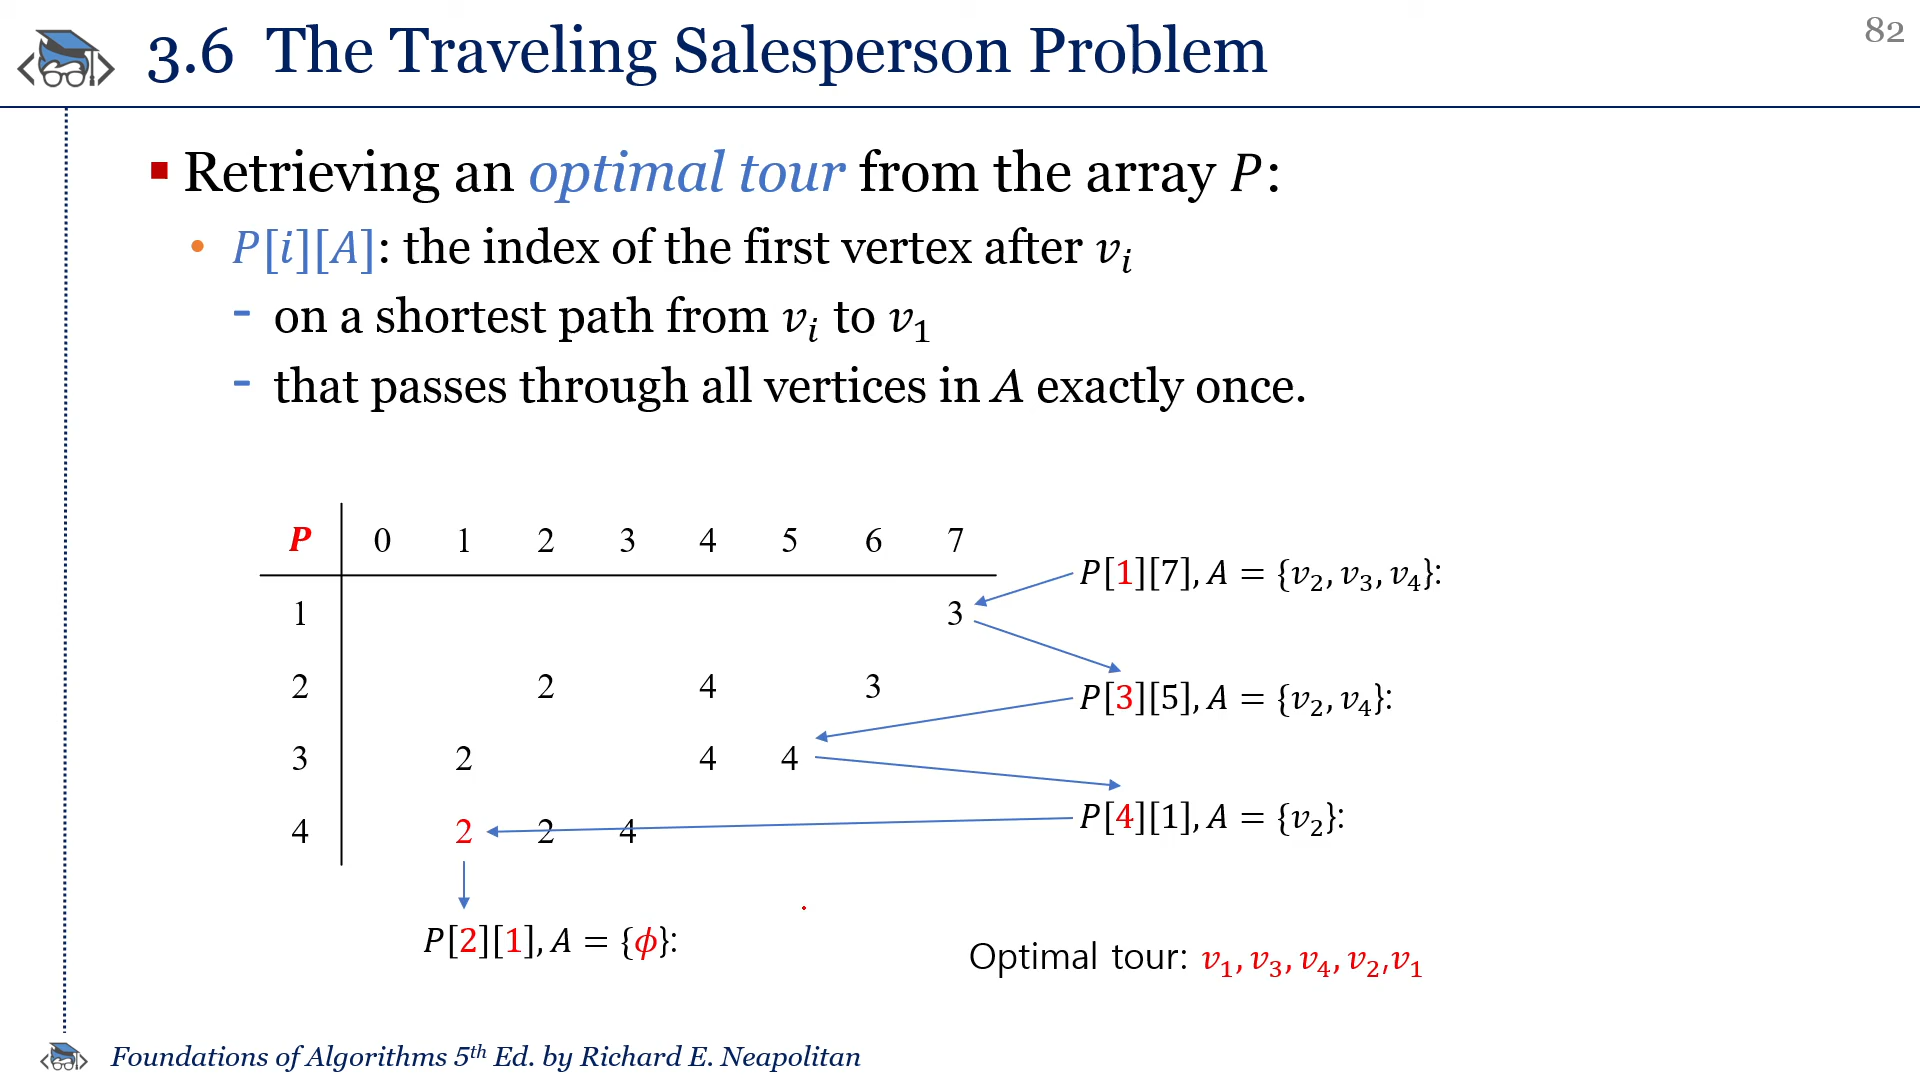 82
3.6 The Traveling Salesperson Problem
▪ Retrieving an optimal tour from the array P:
• P[i][A]: the index of the first vertex after v_i
- on a shortest path from v_i to v_1
- that passes through all vertices in A exactly once.
P 0 1 2 3 4 5 6 7
1 3
2 2 4 3
3 2 4 4
4 2 2 4
P[1][7], A = {v_2, v_3, v_4}:
P[3][5], A = {v_2, v_4}:
P[4][1], A = {v_2}:
P[2][1], A = {ϕ}:
Optimal tour: v_1, v_3, v_4, v_2, v_1
Foundations of Algorithms 5th Ed. by Richard E. Neapolitan